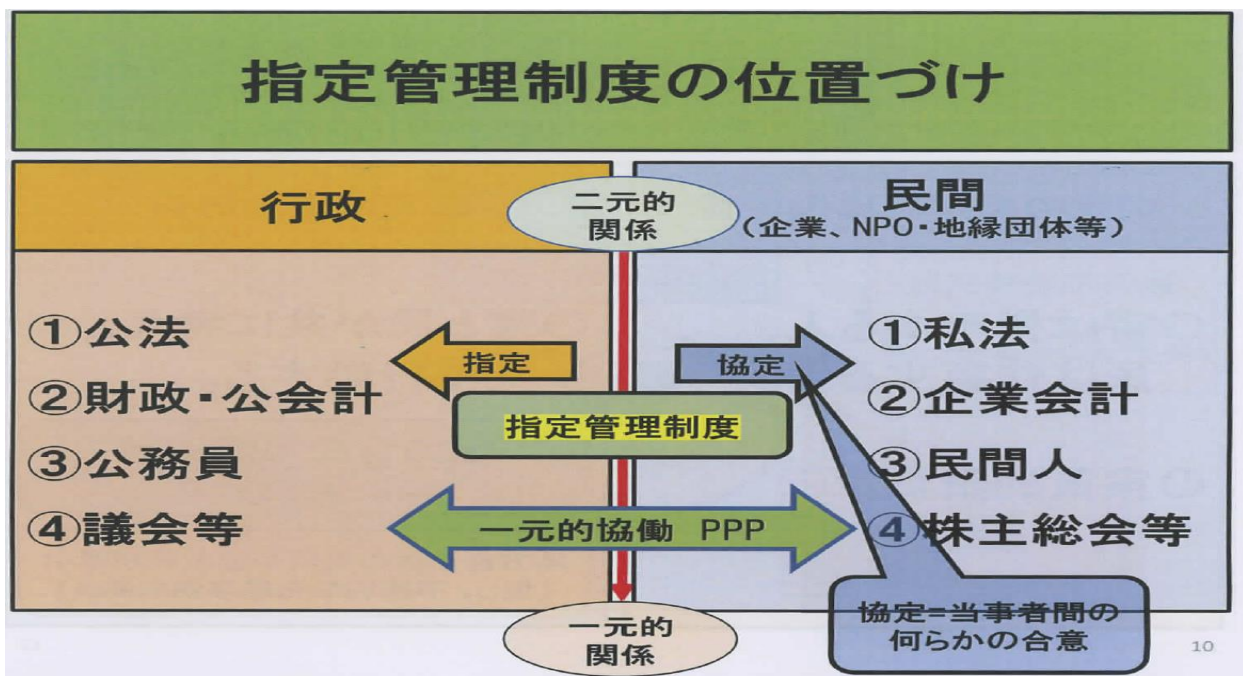 指定管理制度の位置づけ
行政
二元的
関係
民間
（企業、NPO・地縁団体等）
①公法
②財政・公会計
③公務員
④議会等
指定
協定
指定管理制度
一元的協働 PPP
①私法
②企業会計
③民間人
④株主総会等
一元的
関係
協定=当事者間の
何らかの合意
10